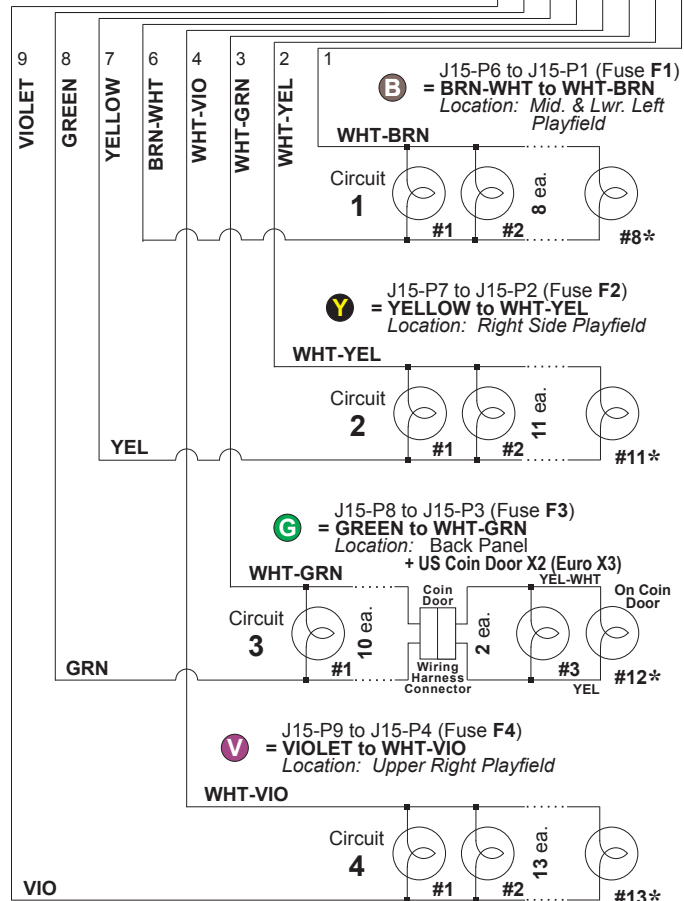 9 8 7 6 4 3 2 1
VIOLET
GREEN
YELLOW
BRN-WHT
WHT-VIO
WHT-GRN
WHT-YEL
B
J15-P6 to J15-P1 (Fuse F1)
= BRN-WHT to WHT-BRN
Location: Mid. & Lwr. Left
Playfield
WHT-BRN
Circuit
1
8 ea.
#1 #2 #8*
Y
J15-P7 to J15-P2 (Fuse F2)
= YELLOW to WHT-YEL
Location: Right Side Playfield
WHT-YEL
Circuit
2
11 ea.
YEL
#1 #2 #11*
G
J15-P8 to J15-P3 (Fuse F3)
= GREEN to WHT-GRN
Location: Back Panel
+ US Coin Door X2 (Euro X3)
WHT-GRN
YEL-WHT
Coin
Door
On Coin
Door
Circuit
3
10 ea.
2 ea.
Wiring
Harness
Connector
GRN
#1 #3 #12*
YEL
V
J15-P9 to J15-P4 (Fuse F4)
= VIOLET to WHT-VIO
Location: Upper Right Playfield
WHT-VIO
Circuit
4
13 ea.
VIO
#1 #2 #13*